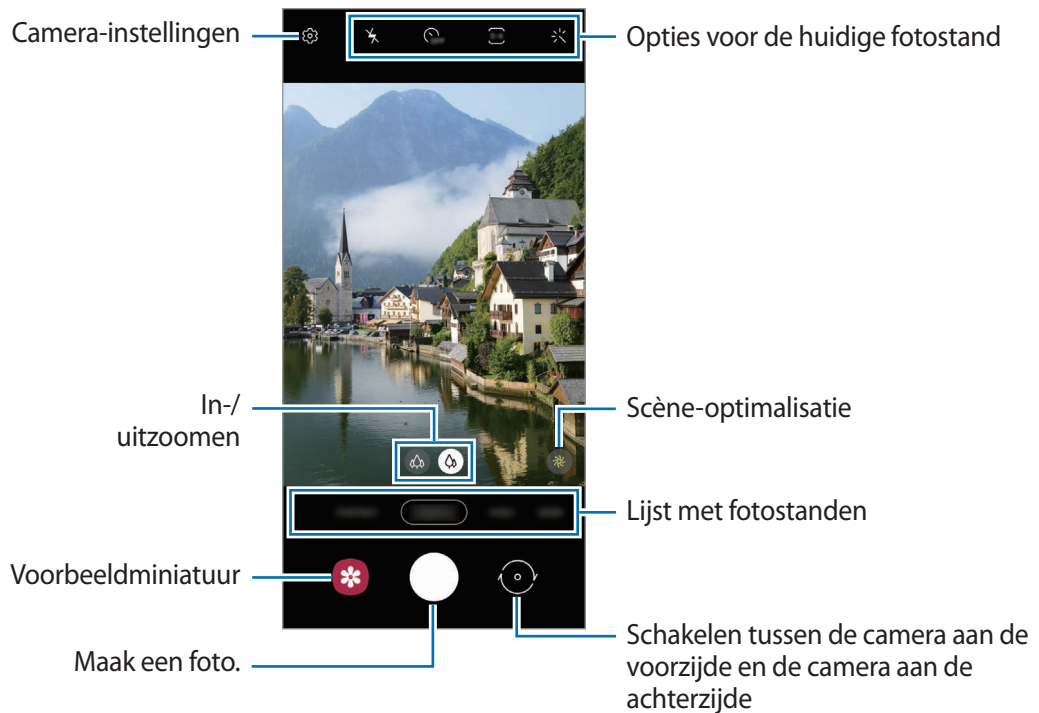 Camera-instellingen
Opties voor de huidige fotostand
In-/
uitzoomen
Scène-optimalisatie
Lijst met fotostanden
Voorbeeldminiatuur
Maak een foto.
Schakelen tussen de camera aan de
voorzijde en de camera aan de
achterzijde